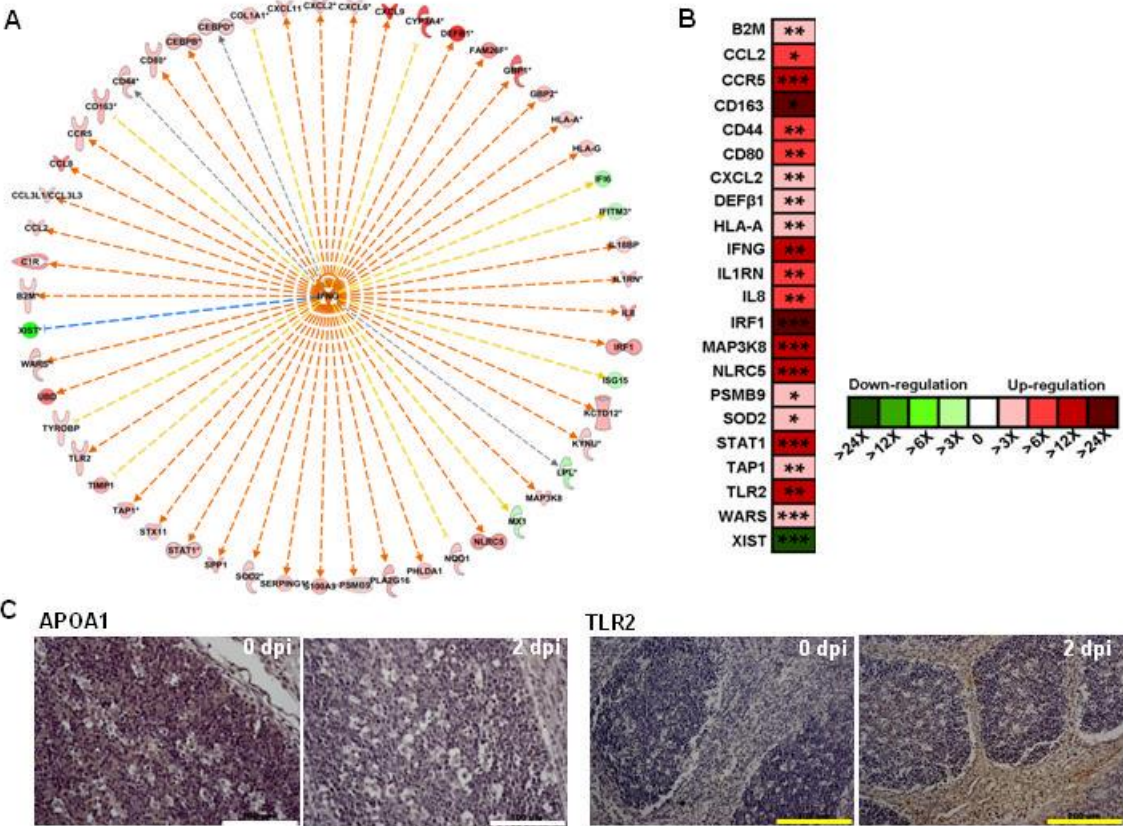 A
COL1A1*
CXCL11
CXCL2*
CXCL6*
CXCL9
CYP3A4*
DEFB1*
FAM26F*
GBP1*
GBP2*
HLA-A*
HLA-G
IFI6
IFITM3*
IL18BP
IL1RN*
IL8
IRF1
ISG15
KCTD12*
KYNU*
LPL*
MAP3K8
MX1
NLRC5
NQO1
PHLDA1
PLA2G16
PSMB9
S100A9
SERPING1*
SOD2*
SPP1
STAT1*
STX11
TAP1*
TIMP1
TLR2
TYROBP
UBD
WARS*
XIST*
B2M*
C1R
CCL2
CCL3L1/CCL3L3
CCL8
CCR5
CD163*
CD44*
CD80*
CEBPB*
CEBPD*
IFNG
B
B2M **
CCL2 *
CCR5 ***
CD163 *
CD44 **
CD80 **
CXCL2 **
DEFβ1 **
HLA-A **
IFNG **
IL1RN **
IL8 **
IRF1 ***
MAP3K8 ***
NLRC5 ***
PSMB9 *
SOD2 *
STAT1 ***
TAP1 **
TLR2 **
WARS ***
XIST ***
Down-regulation Up-regulation
>24X >12X >6X >3X 0 >3X >6X >12X >24X
C
APOA1 TLR2
0 dpi 2 dpi 0 dpi 2 dpi